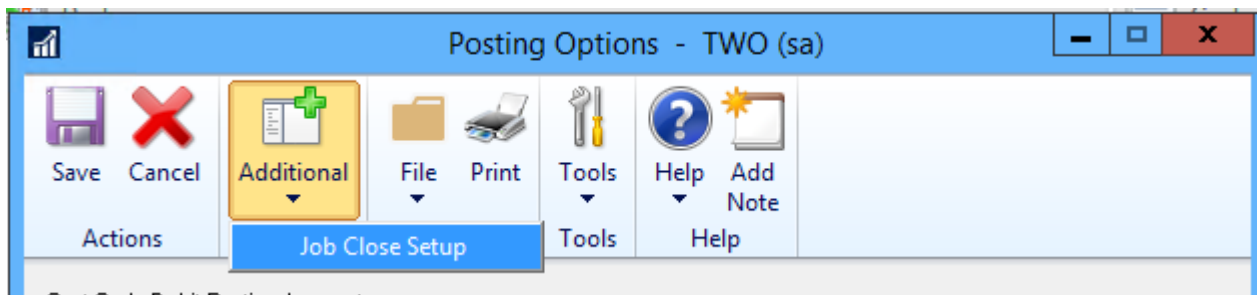 Posting Options - TWO (sa)
Save Cancel Additional File Print Tools Help Add Note
Actions Tools Help
Job Close Setup